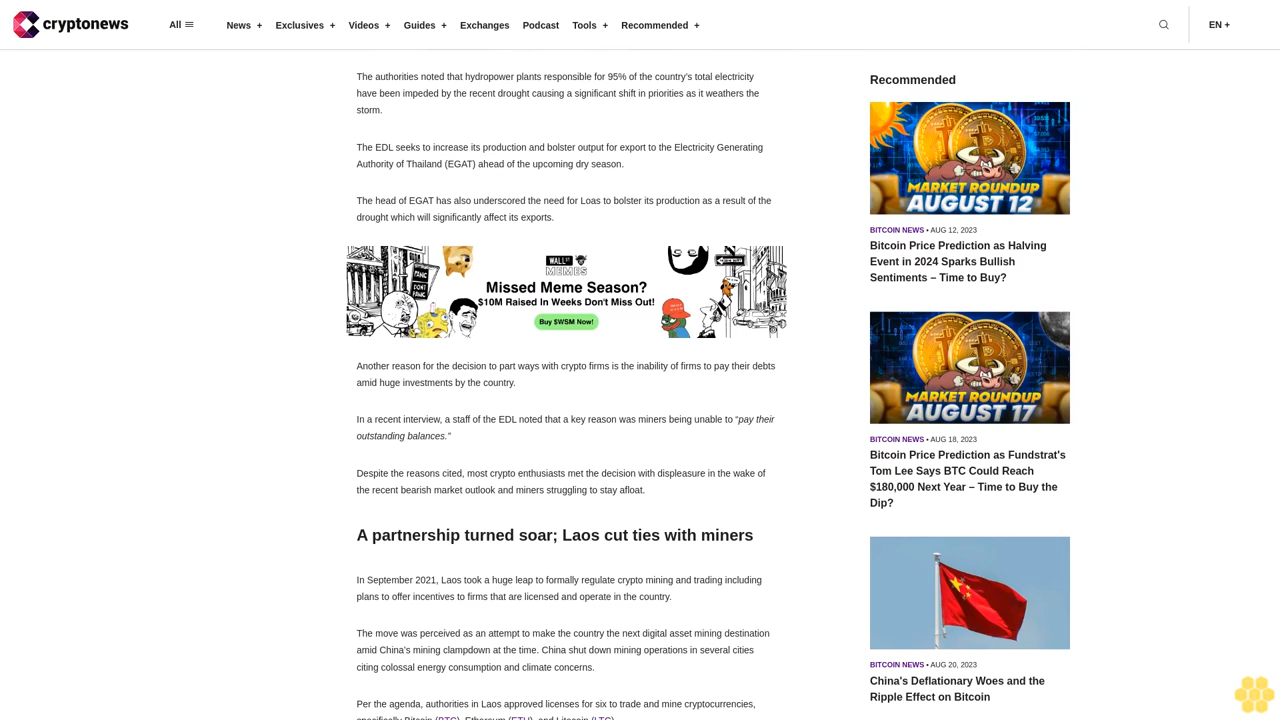 cryptonews
All
News +
Exclusives +
Videos +
Guides +
Exchanges
Podcast
Tools +
Recommended +
EN +
The authorities noted that hydropower plants responsible for 95% of the country’s total electricity
have been impeded by the recent drought causing a significant shift in priorities as it weathers the
storm.
The EDL seeks to increase its production and bolster output for export to the Electricity Generating
Authority of Thailand (EGAT) ahead of the upcoming dry season.
The head of EGAT has also underscored the need for Loas to bolster its production as a result of the
drought which will significantly affect its exports.
PANIC
DON'T
PANIC
WALL ST
MEMES
Missed Meme Season?
$10M Raised In Weeks Don't Miss Out!
Buy $WSM Now!
Another reason for the decision to part ways with crypto firms is the inability of firms to pay their debts
amid huge investments by the country.
In a recent interview, a staff of the EDL noted that a key reason was miners being unable to “pay their
outstanding balances.”
Despite the reasons cited, most crypto enthusiasts met the decision with displeasure in the wake of
the recent bearish market outlook and miners struggling to stay afloat.
A partnership turned soar; Laos cut ties with miners
In September 2021, Laos took a huge leap to formally regulate crypto mining and trading including
plans to offer incentives to firms that are licensed and operate in the country.
The move was perceived as an attempt to make the country the next digital asset mining destination
amid China’s mining clampdown at the time. China shut down mining operations in several cities
citing colossal energy consumption and climate concerns.
Per the agenda, authorities in Laos approved licenses for six to trade and mine cryptocurrencies,
specifically Bitcoin (BTC), Ethereum (ETH), and Litecoin (LTC).
Recommended
MARKET ROUNDUP
AUGUST 12
BITCOIN NEWS • AUG 12, 2023
Bitcoin Price Prediction as Halving
Event in 2024 Sparks Bullish
Sentiments – Time to Buy?
MARKET ROUNDUP
AUGUST 17
BITCOIN NEWS • AUG 18, 2023
Bitcoin Price Prediction as Fundstrat's
Tom Lee Says BTC Could Reach
$180,000 Next Year – Time to Buy the
Dip?
BITCOIN NEWS • AUG 20, 2023
China's Deflationary Woes and the
Ripple Effect on Bitcoin